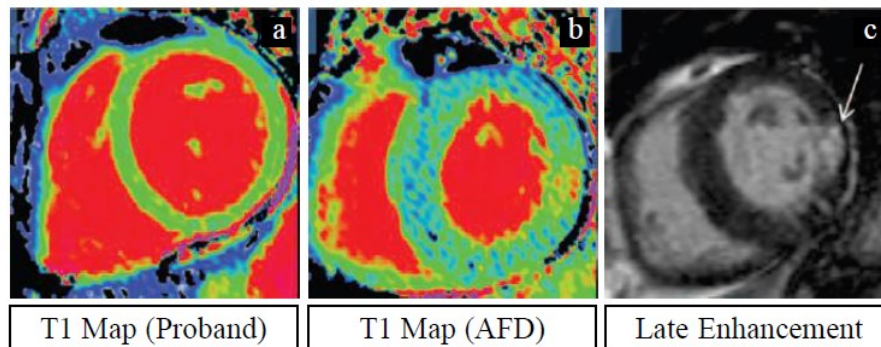 a
b
c
T1 Map (Proband)
T1 Map (AFD)
Late Enhancement